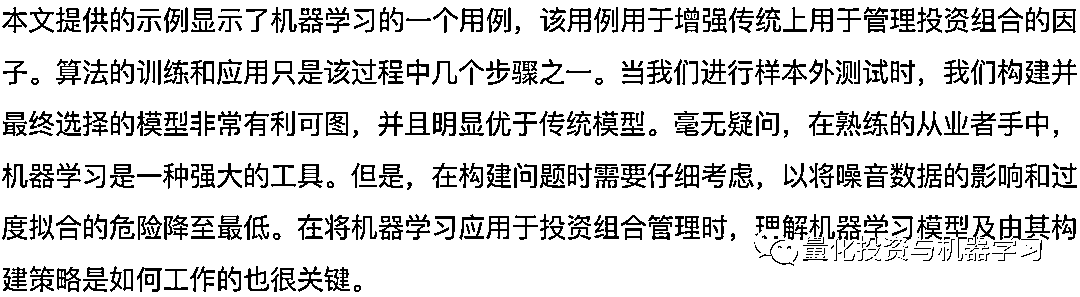 本文提供的示例显示了机器学习的一个用例，该用例用于增强传统上用于管理投资组合的因
子。算法的训练和应用只是该过程中几个步骤之一。当我们进行样本外测试时，我们构建并
最终选择的模型非常有利可图，并且明显优于传统模型。毫无疑问，在熟练的从业者手中，
机器学习是一种强大的工具。但是，在构建问题时需要仔细考虑，以将噪音数据的影响和过
度拟合的危险降至最低。在将机器学习应用于投资组合管理时，理解机器学习模型及由其构
建策略是如何工作的也很关键。
量化投资与机器学习